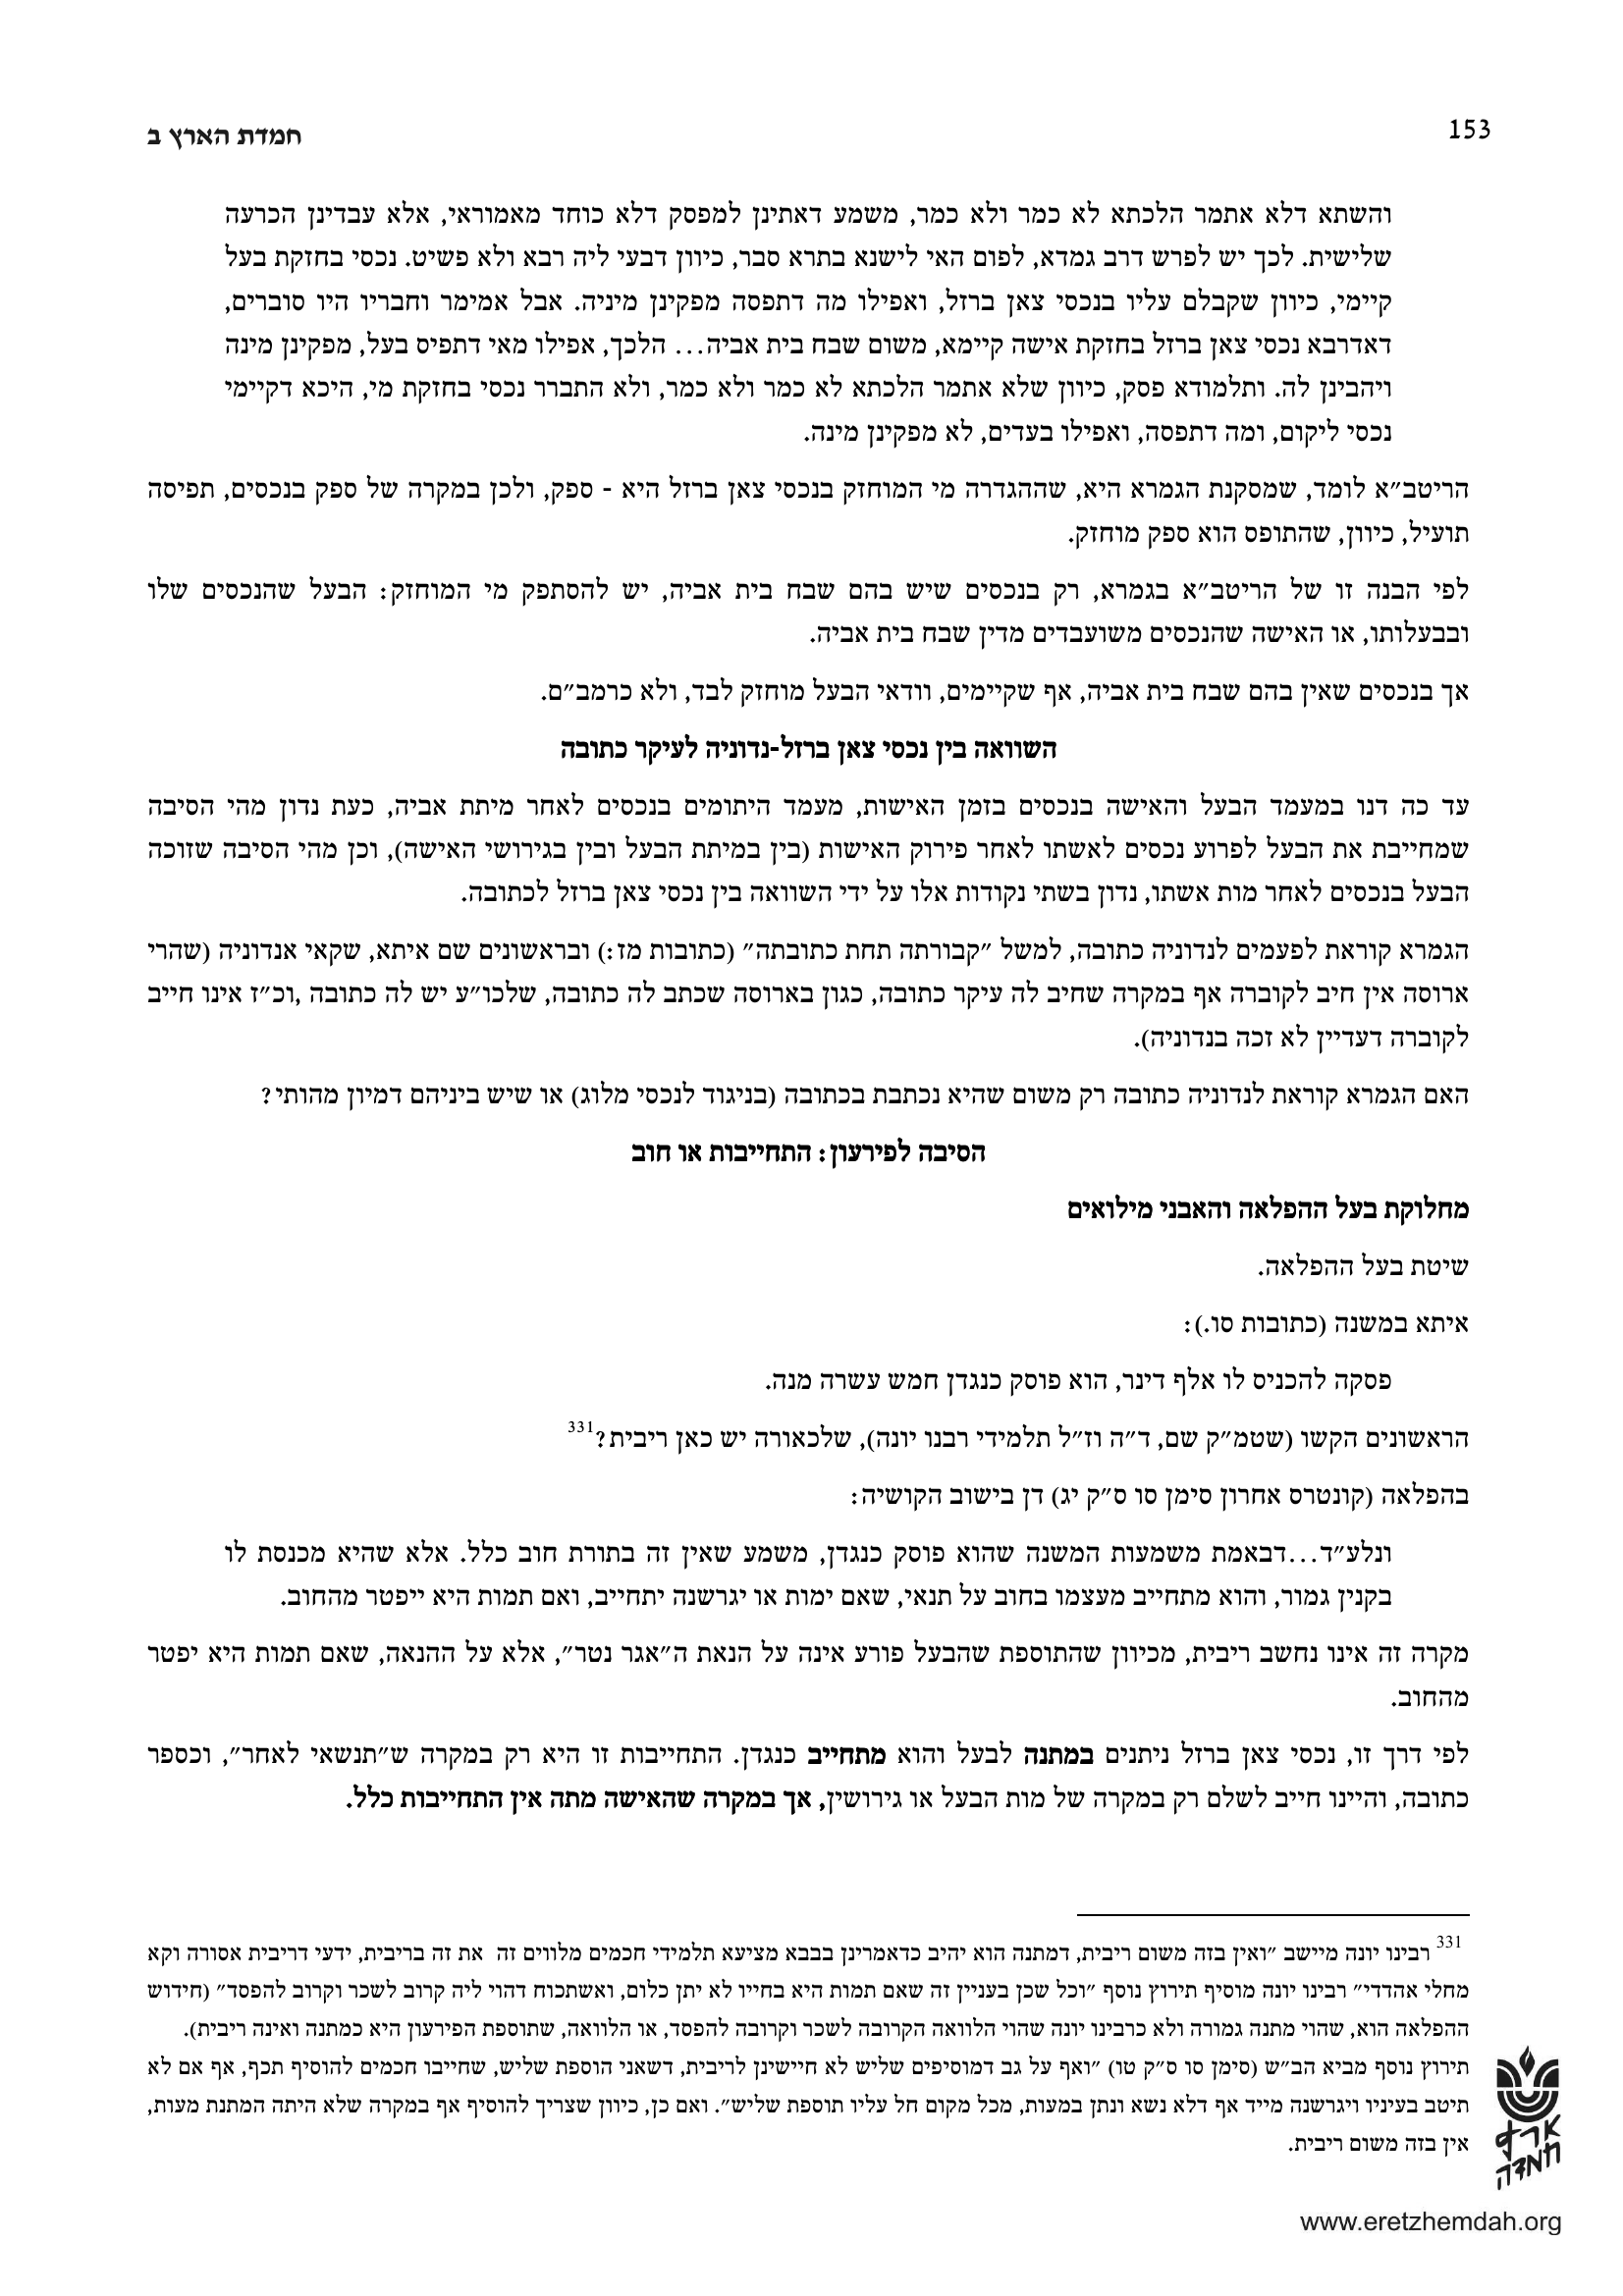 153
חמדת הארץ ב
והשתא דלא אתמר הלכתא לא כמר ולא כמר, משמע דאתינן למפסק דלא כוחד מאמוראי, אלא עבדינן הכרעה
שלישית. לכך יש לפרש דרב גמדא, לפום האי לישנא בתרא סבר, כיוון דבעי ליה רבא ולא פשיט. נכסי בחזקת בעל
קיימי, כיוון שקבלם עליו בנכסי צאן ברזל, ואפילו מה דתפסה מפקינן מיניה. אבל אמימר וחבריו היו סוברים,
דאדרבא נכסי צאן ברזל בחזקת אישה קיימא, משום שבח בית אביה... הלכך, אפילו מאי דתפיס בעל, מפקינן מינה
ויהבינן לה. ותלמודא פסק, כיוון שלא אתמר הלכתא לא כמר ולא כמר, ולא התברר נכסי בחזקת מי, היכא דקיימי
נכסי ליקום, ומה דתפסה, ואפילו בעדים, לא מפקינן מינה.
הריטב״א לומד, שמסקנת הגמרא היא, שההגדרה מי המוחזק בנכסי צאן ברזל היא - ספק, ולכן במקרה של ספק בנכסים, תפיסה
תועיל, כיוון, שהתופס הוא ספק מוחזק.
לפי הבנה זו של הריטב״א בגמרא, רק בנכסים שיש בהם שבח בית אביה, יש להסתפק מי המוחזק: הבעל שהנכסים שלו
ובבעלותו, או האישה שהנכסים משועבדים מדין שבח בית אביה.
אך בנכסים שאין בהם שבח בית אביה, אף שקיימים, וודאי הבעל מוחזק לבד, ולא כרמב״ם.
השוואה בין נכסי צאן ברזל-נדוניה לעיקר כתובה
עד כה דנו במעמד הבעל והאישה בנכסים בזמן האישות, מעמד היתומים בנכסים לאחר מיתת אביה, כעת נדון מהי הסיבה
שמחייבת את הבעל לפרוע נכסים לאשתו לאחר פירוק האישות (בין במיתת הבעל ובין בגירושי האישה), וכן מהי הסיבה שזוכה
הבעל בנכסים לאחר מות אשתו, נדון בשתי נקודות אלו על ידי השוואה בין נכסי צאן ברזל לכתובה.
הגמרא קוראת לפעמים לנדוניה כתובה, למשל ״קבורתה תחת כתובתה״ (כתובות מז:) ובראשונים שם איתא, שקאי אנדוניה (שהרי
ארוסה אין חיב לקוברה אף במקרה שחיב לה עיקר כתובה, כגון בארוסה שכתב לה כתובה, שלכו״ע יש לה כתובה ,וכ״ז אינו חייב
לקוברה דעדיין לא זכה בנדוניה).
האם הגמרא קוראת לנדוניה כתובה רק משום שהיא נכתבת בכתובה (בניגוד לנכסי מלוג) או שיש ביניהם דמיון מהותי?
הסיבה לפירעון: התחייבות או חוב
מחלוקת בעל ההפלאה והאבני מילואים
שיטת בעל ההפלאה.
איתא במשנה (כתובות סו.):
פסקה להכניס לו אלף דינר, הוא פוסק כנגדן חמש עשרה מנה.
הראשונים הקשו (שטמ״ק שם, ד״ה וז״ל תלמידי רבנו יונה), שלכאורה יש כאן ריבית?331
בהפלאה (קונטרס אחרון סימן סו ס״ק יג) דן בישוב הקושיה:
ונלע״ד...דבאמת משמעות המשנה שהוא פוסק כנגדן, משמע שאין זה בתורת חוב כלל. אלא שהיא מכנסת לו
בקנין גמור, והוא מתחייב מעצמו בחוב על תנאי, שאם ימות או יגרשנה יתחייב, ואם תמות היא ייפטר מהחוב.
מקרה זה אינו נחשב ריבית, מכיוון שהתוספת שהבעל פורע אינה על הנאת ה״אגר נטר״, אלא על ההנאה, שאם תמות היא יפטר
מהחוב.
לפי דרך זו, נכסי צאן ברזל ניתנים במתנה לבעל והוא מתחייב כנגדן. התחייבות זו היא רק במקרה ש״תנשאי לאחר״, וכספר
כתובה, והיינו חייב לשלם רק במקרה של מות הבעל או גירושין, אך במקרה שהאישה מתה אין התחייבות כלל.
331 רבינו יונה מיישב ״ואין בזה משום ריבית, דמתנה הוא יהיב כדאמרינן בבבא מציעא תלמידי חכמים מלווים זה את זה בריבית, ידעי דריבית אסורה וקא
מחלי אהדדי״ רבינו יונה מוסיף תירוץ נוסף ״וכל שכן בעניין זה שאם תמות היא בחייו לא יתן כלום, ואשתכוח דהוי ליה קרוב לשכר וקרוב להפסד״ (חידוש
ההפלאה הוא, שהוי מתנה גמורה ולא כרבינו יונה שהוי הלוואה הקרובה לשכר וקרובה להפסד, או הלוואה, שתוספת הפירעון היא כמתנה ואינה ריבית).
תירוץ נוסף מביא הב״ש (סימן סו ס״ק טו) ״ואף על גב דמוסיפים שליש לא חיישינן לריבית, דשאני הוספת שליש, שחייבו חכמים להוסיף תכף, אף אם לא
תיטב בעיניו ויגרשנה מייד אף דלא נשא ונתן במעות, מכל מקום חל עליו תוספת שליש״. ואם כן, כיוון שצריך להוסיף אף במקרה שלא היתה המתנת מעות,
אין בזה משום ריבית.
ארץ
חמדה
www.eretzhemdah.org